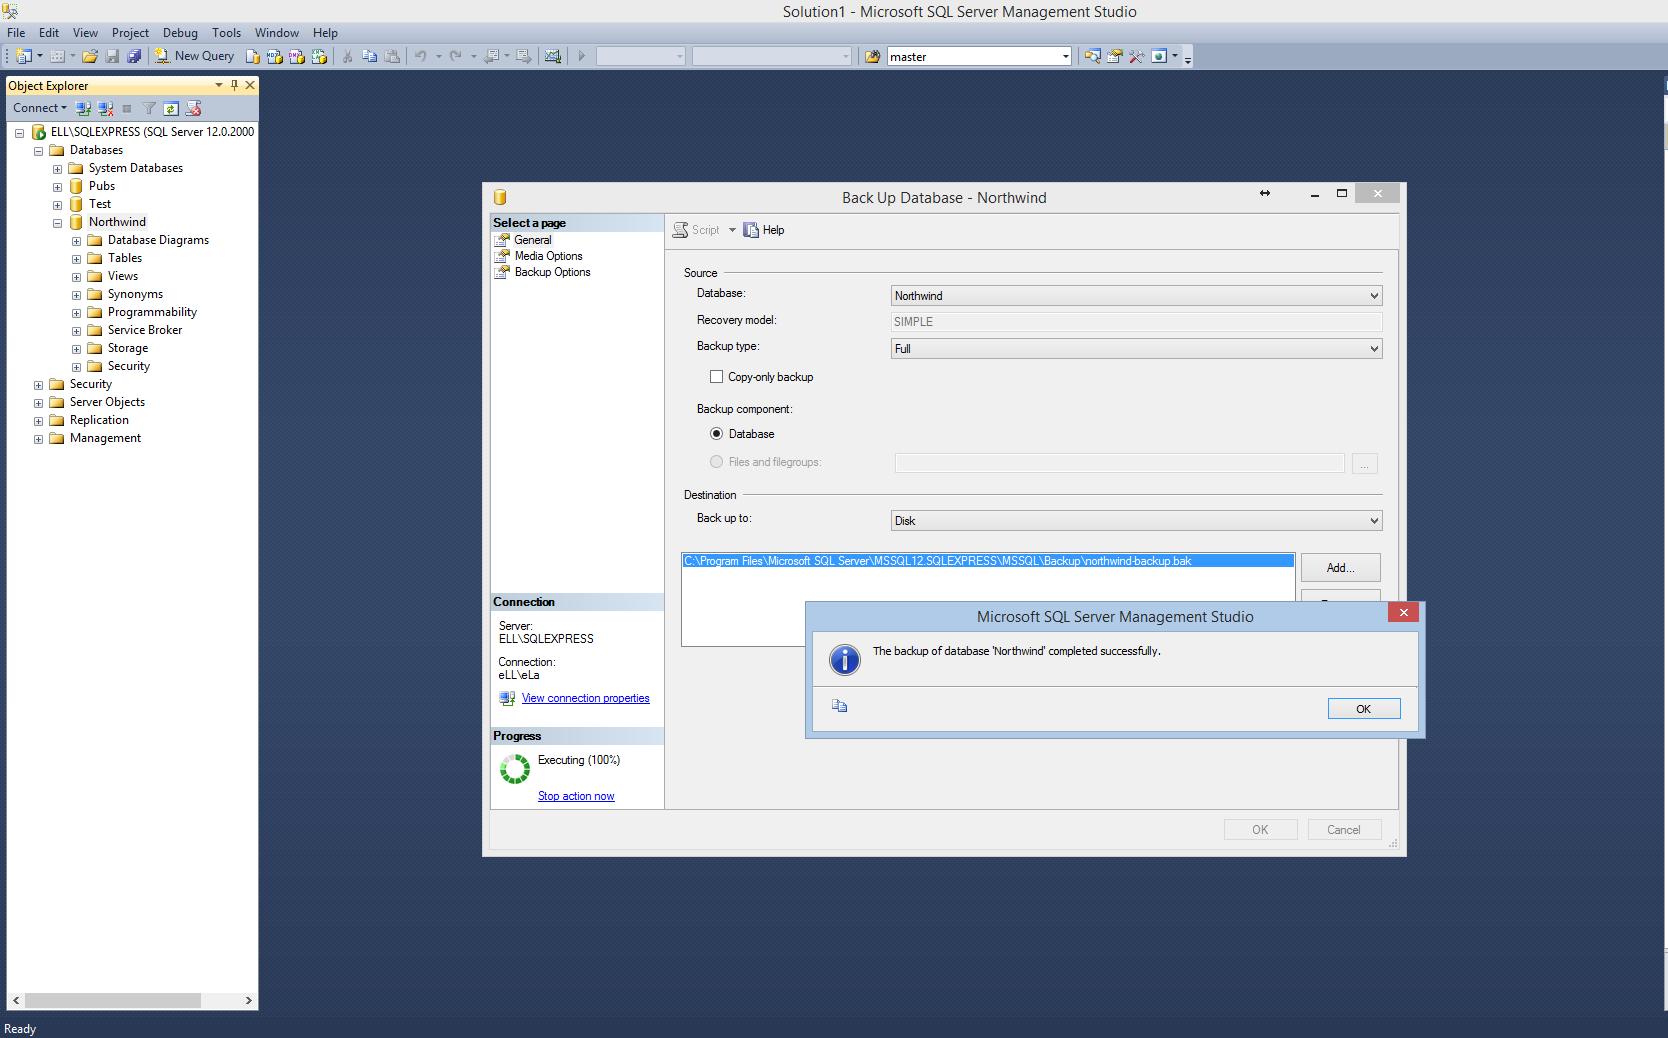 Solution1 - Microsoft SQL Server Management Studio
File Edit View Project Debug Tools Window Help
New Query
master
Object Explorer
Connect
ELL\SQLEXPRESS (SQL Server 12.0.2000
Databases
System Databases
Pubs
Test
Northwind
Database Diagrams
Tables
Views
Synonyms
Programmability
Service Broker
Storage
Security
Security
Server Objects
Replication
Management
Back Up Database - Northwind
Select a page
General
Media Options
Backup Options
Script Help
Source
Database: Northwind
Recovery model: SIMPLE
Backup type: Full
Copy-only backup
Backup component:
Database
Files and filegroups: ...
Destination
Back up to: Disk
C:\Program Files\Microsoft SQL Server\MSSQL12.SQLEXPRESS\MSSQL\Backup\northwind-backup.bak
Add...
Microsoft SQL Server Management Studio
The backup of database 'Northwind' completed successfully.
OK
Connection
Server:
ELL\SQLEXPRESS
Connection:
eLL\eLa
View connection properties
Progress
Executing (100%)
Stop action now
OK Cancel
Ready